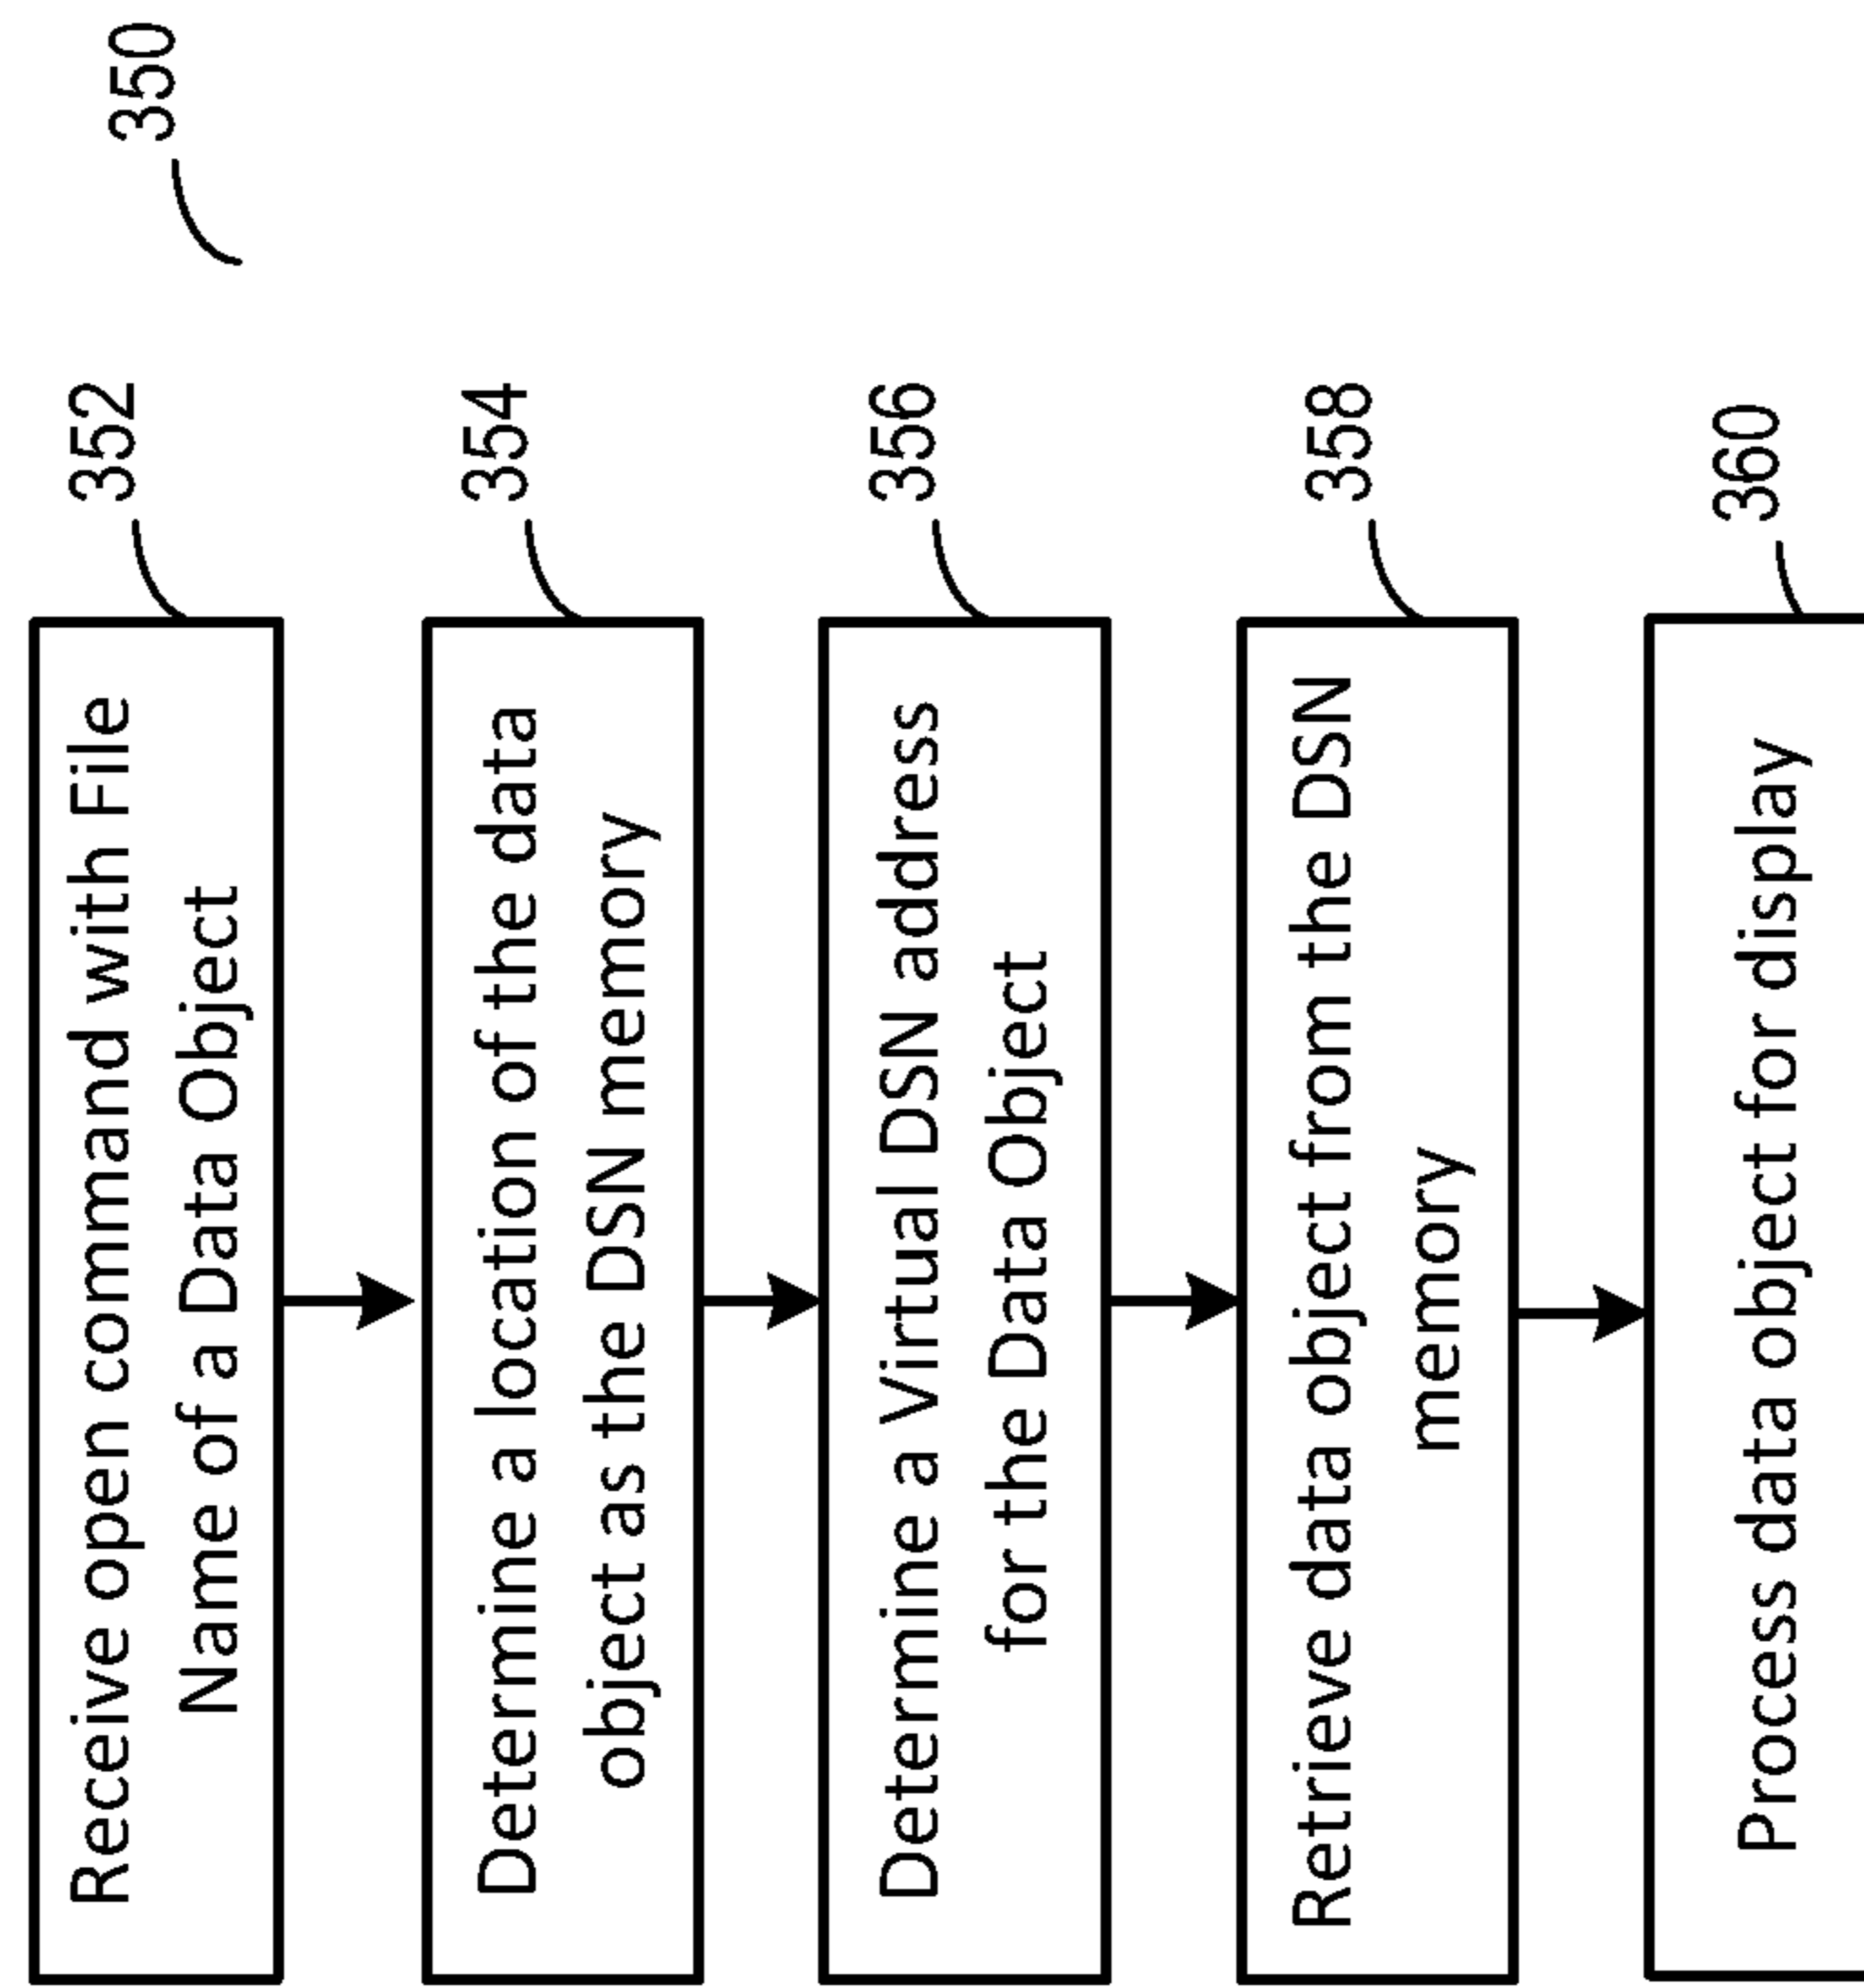 350
352
Receive open command with File
Name of a Data Object
354
Determine a location of the data
object as the DSN memory
356
Determine a Virtual DSN address
for the Data Object
358
Retrieve data object from the DSN
memory
360
Process data object for display